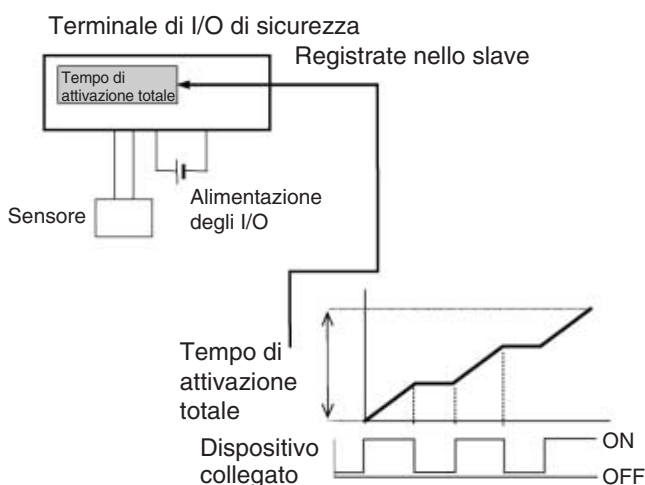 Terminale di I/O di sicurezza
Registrate nello slave
Tempo di
attivazione totale
Alimentazione
degli I/O
Sensore
Tempo di
attivazione
totale
Dispositivo
collegato
ON
OFF